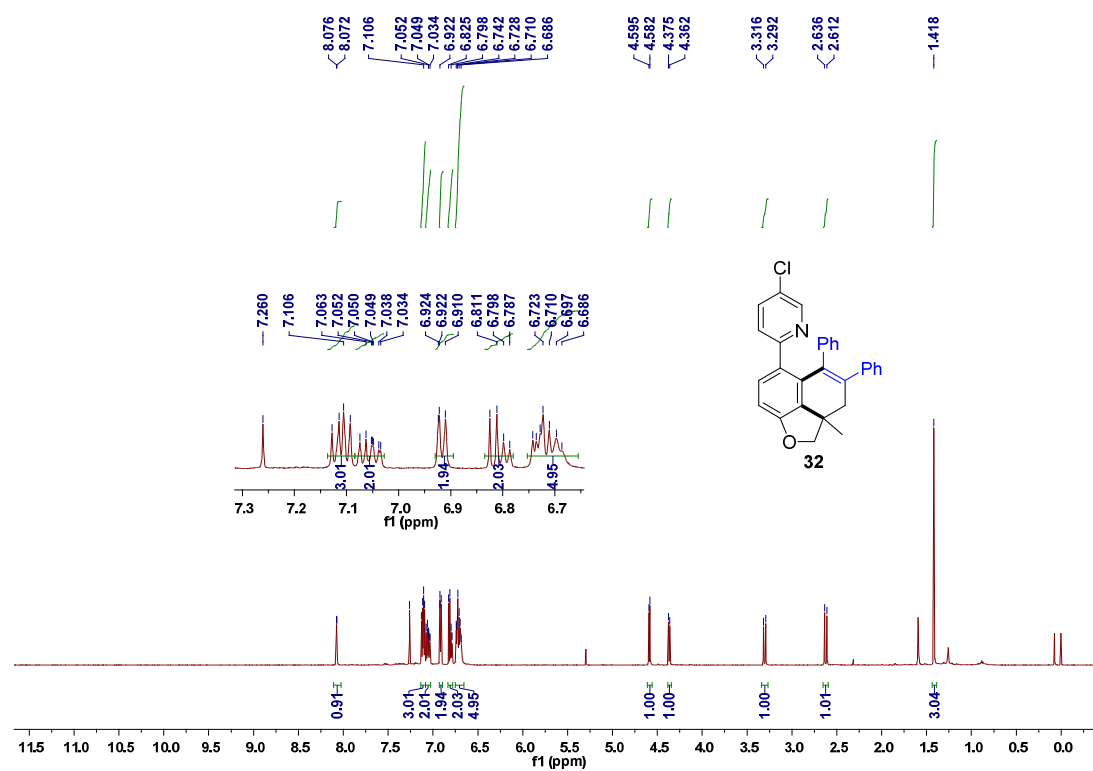 8.076 8.072 7.106 7.052 7.049 7.034 6.922 6.825 6.798 6.742 6.728 6.710 6.686 4.595 4.582 4.375 4.362 3.316 3.292 2.636 2.612 1.418
7.260 7.106 7.063 7.052 7.050 7.049 7.038 7.034 6.924 6.922 6.910 6.811 6.798 6.787 6.723 6.710 6.697 6.686
Cl
N
Ph
Ph
O
32
3.01 2.01 1.94 2.03 4.95
7.3 7.2 7.1 7.0 6.9 6.8 6.7
f1 (ppm)
0.91 3.01 2.01 1.94 2.03 4.95 1.00 1.00 1.00 1.01 3.04
11.5 11.0 10.5 10.0 9.5 9.0 8.5 8.0 7.5 7.0 6.5 6.0 5.5 5.0 4.5 4.0 3.5 3.0 2.5 2.0 1.5 1.0 0.5 0.0
f1 (ppm)